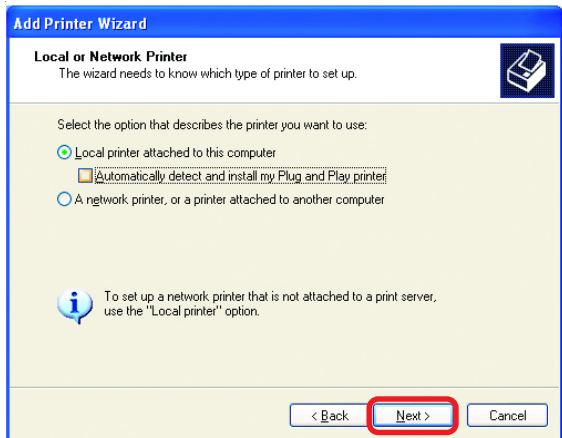 Add Printer Wizard
Local or Network Printer
The wizard needs to know which type of printer to set up.
Select the option that describes the printer you want to use:
Local printer attached to this computer
Automatically detect and install my Plug and Play printer
A network printer, or a printer attached to another computer
To set up a network printer that is not attached to a print server,
use the "Local printer" option.
< Back Next > Cancel